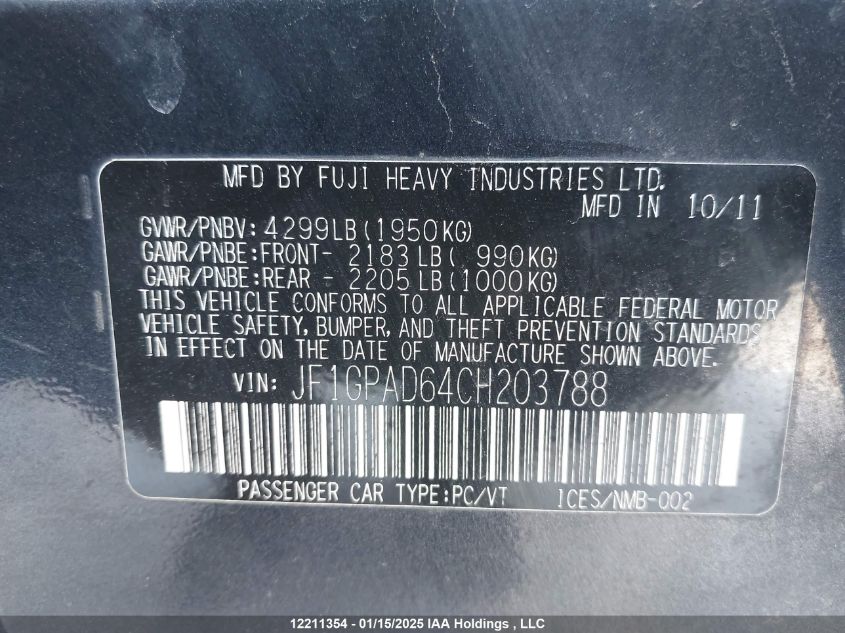 MFD BY FUJI HEAVY INDUSTRIES LTD.
MFD IN 10/11
GVWR/PNBV: 4299LB(1950KG)
GAWR/PNBE:FRONT- 2183LB( 990KG)
GAWR/PNBE:REAR - 2205LB(1000KG)
THIS VEHICLE CONFORMS TO ALL APPLICABLE FEDERAL MOTOR
VEHICLE SAFETY, BUMPER, AND THEFT PREVENTION STANDARDS
IN EFFECT ON THE DATE OF MANUFACTURE SHOWN ABOVE.
VIN: JF1GPAD64CH203788
PASSENGER CAR TYPE:PC/VT ICES/NMB-002
12211354 - 01/15/2025 IAA Holdings , LLC